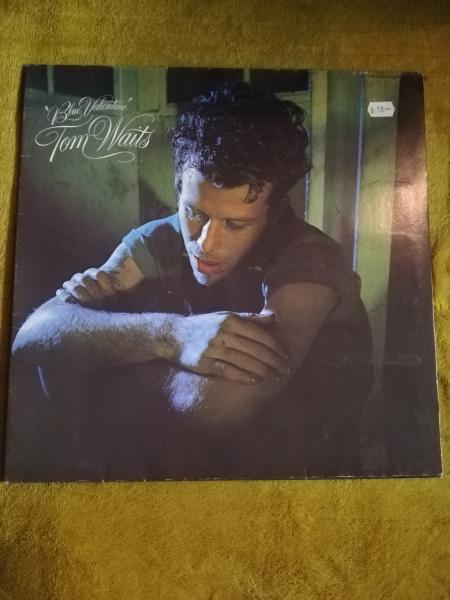 "Blue Valentine"
Tom Waits